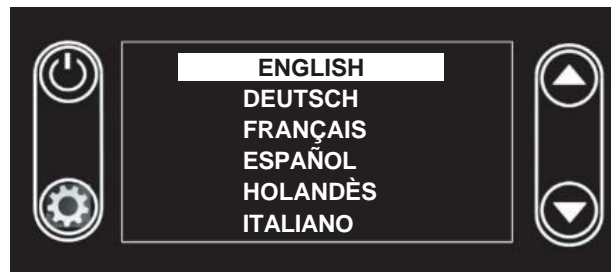 ENGLISH
DEUTSCH
FRANÇAIS
ESPAÑOL
HOLANDÈS
ITALIANO